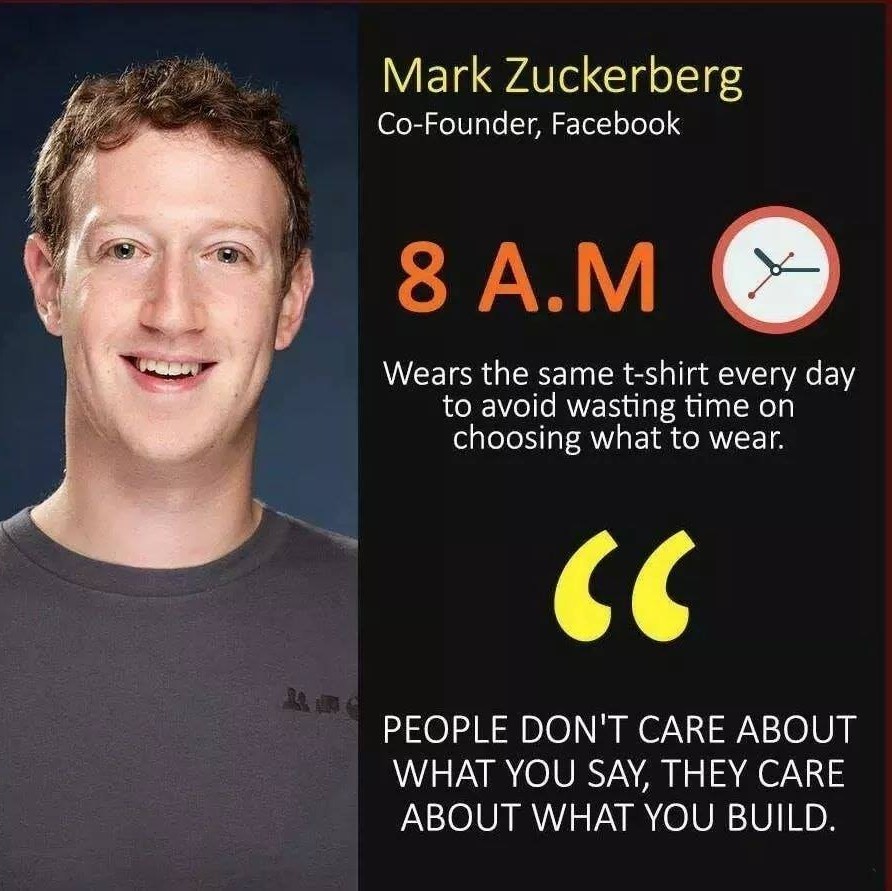 Mark Zuckerberg
Co-Founder, Facebook
8 A.M
Wears the same t-shirt every day
to avoid wasting time on
choosing what to wear.
“
PEOPLE DON'T CARE ABOUT
WHAT YOU SAY, THEY CARE
ABOUT WHAT YOU BUILD.